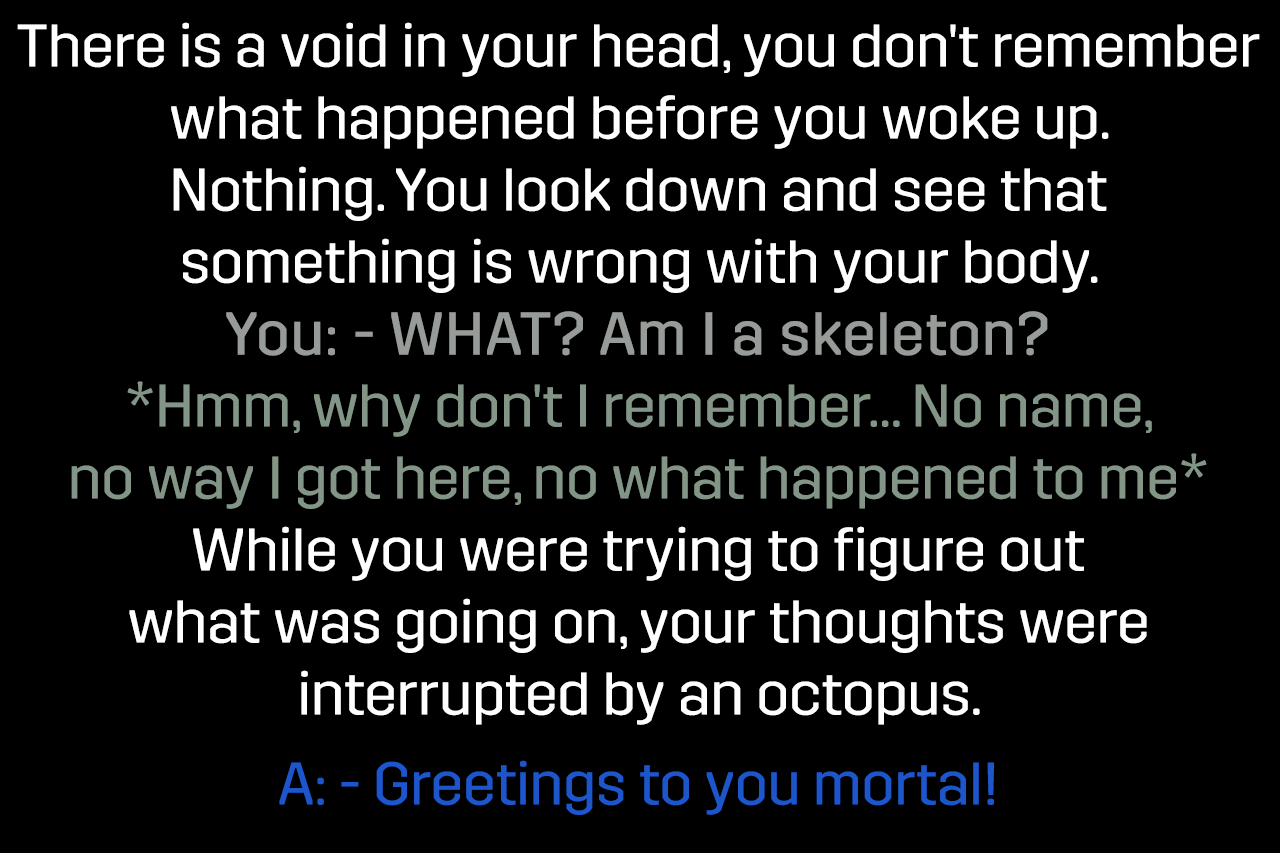 There is a void in your head, you don't remember
what happened before you woke up.
Nothing. You look down and see that
something is wrong with your body.
You: - WHAT? Am I a skeleton?
*Hmm, why don't I remember... No name,
no way I got here, no what happened to me*
While you were trying to figure out
what was going on, your thoughts were
interrupted by an octopus.
A: - Greetings to you mortal!